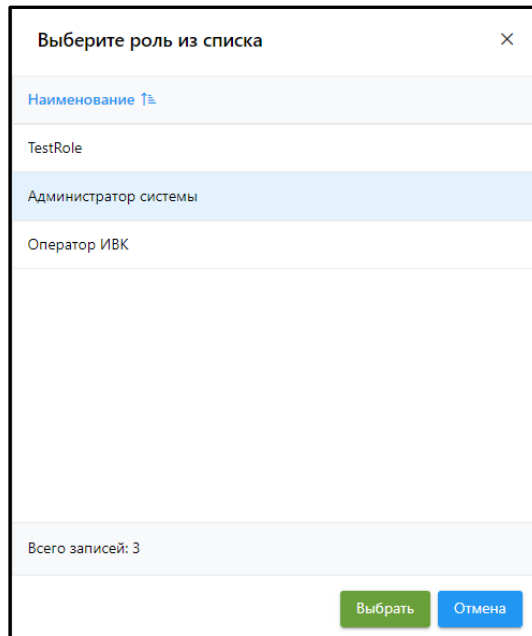 Выберите роль из списка
Наименование
TestRole
Администратор системы
Оператор ИВК
Всего записей: 3
Выбрать Отмена